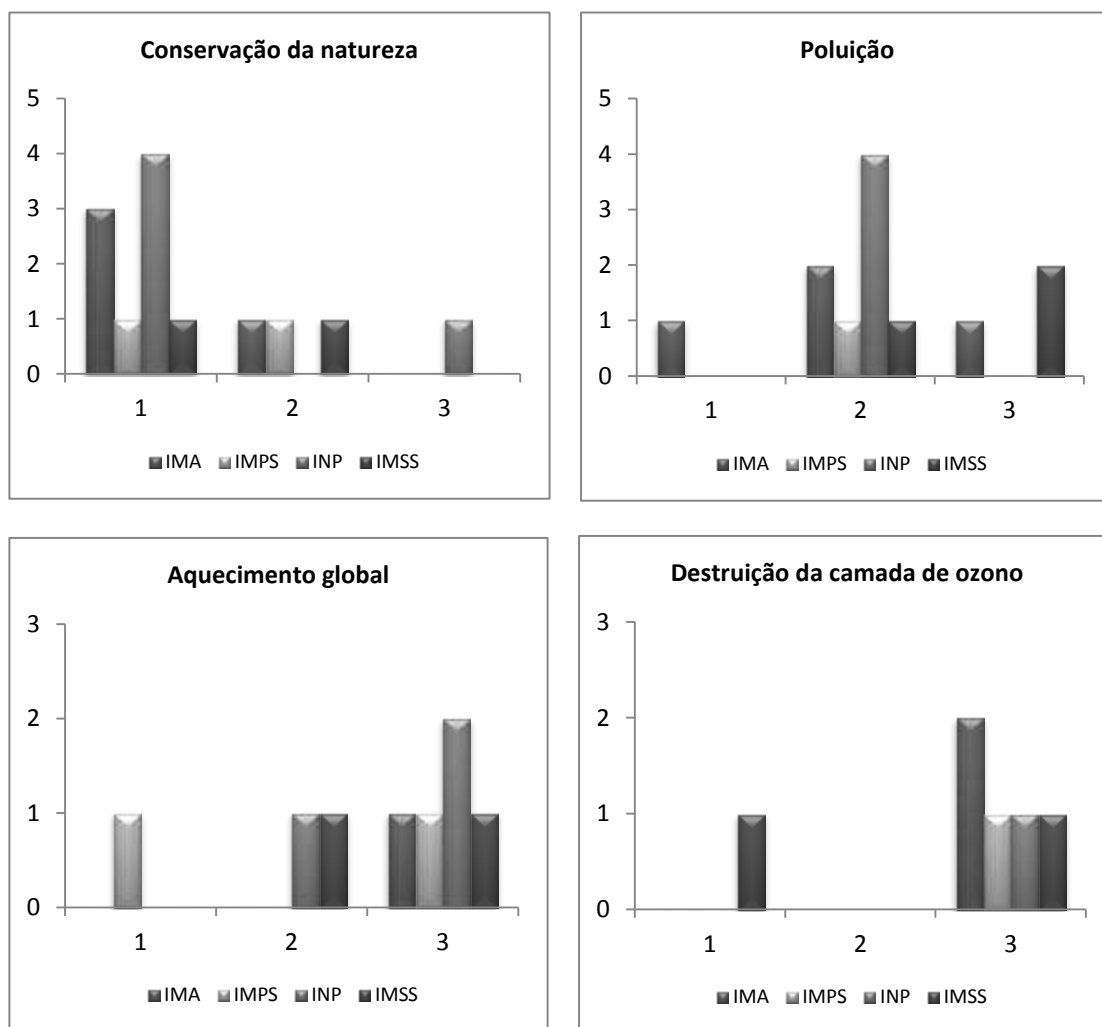 Conservação da natureza
5
4
3
2
1
0
1 2 3
IMA IMPS INP IMSS
Poluição
5
4
3
2
1
0
1 2 3
IMA IMPS INP IMSS
Aquecimento global
3
2
1
0
1 2 3
IMA IMPS INP IMSS
Destruição da camada de ozono
3
2
1
0
1 2 3
IMA IMPS INP IMSS